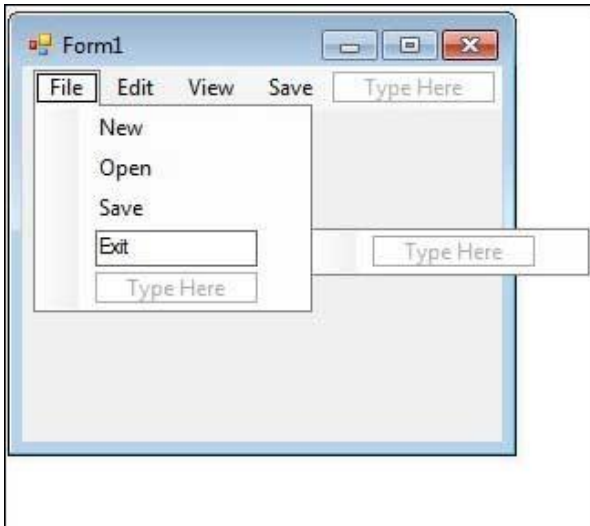 Form1
File Edit View Save Type Here
New
Open
Save
Exit Type Here
Type Here